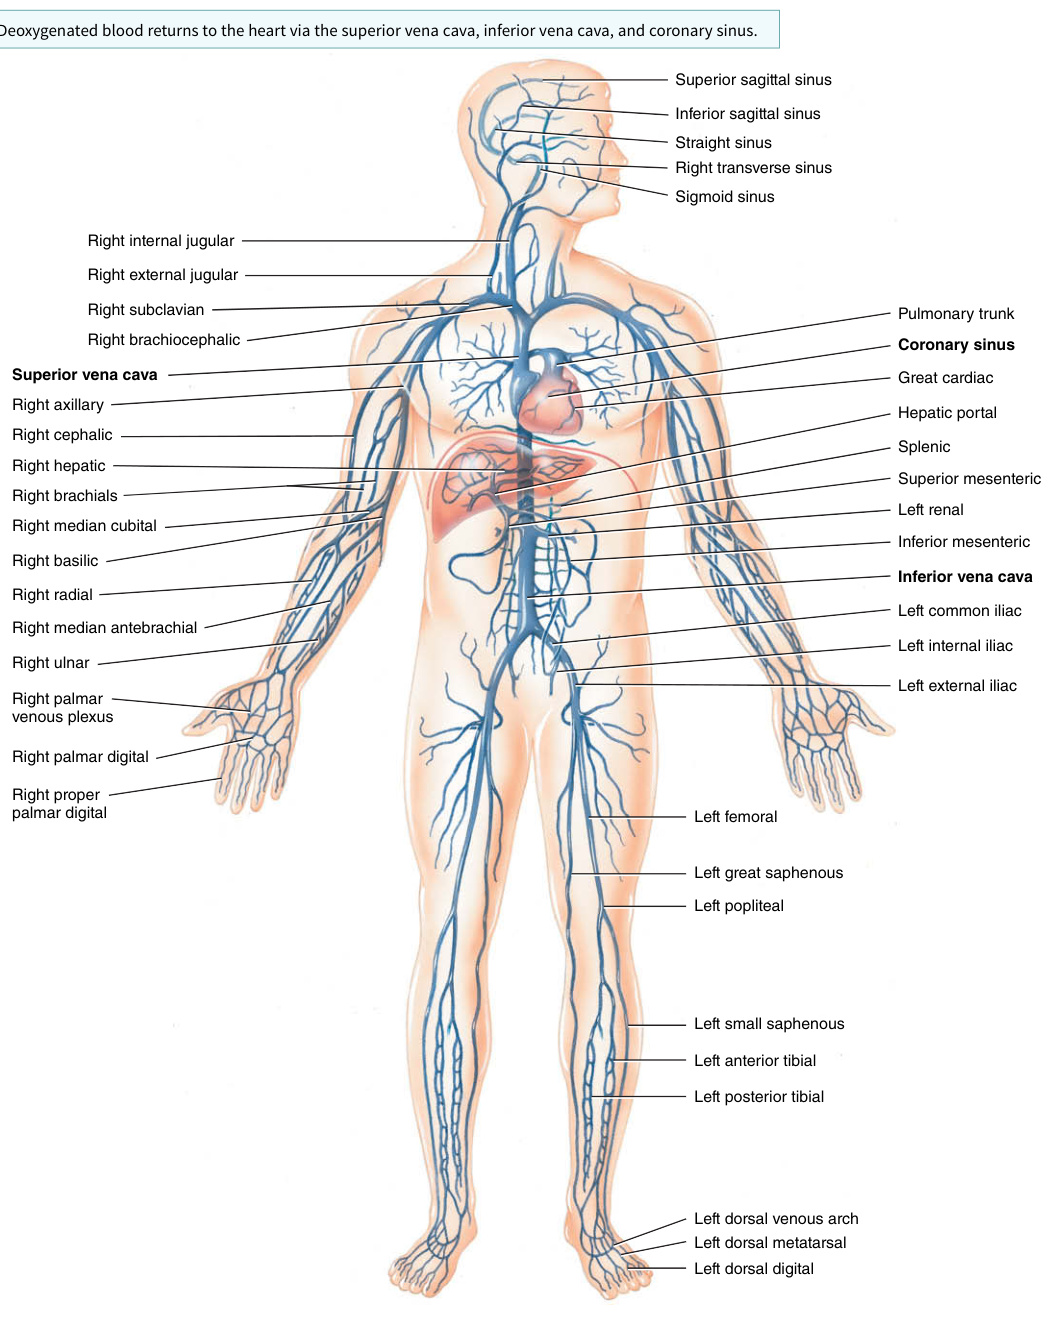 Deoxygenated blood returns to the heart via the superior vena cava, inferior vena cava, and coronary sinus.
Superior sagittal sinus
Inferior sagittal sinus
Straight sinus
Right transverse sinus
Sigmoid sinus
Right internal jugular
Right external jugular
Right subclavian
Right brachiocephalic
Superior vena cava
Right axillary
Right cephalic
Right hepatic
Right brachials
Right median cubital
Right basilic
Right radial
Right median antebrachial
Right ulnar
Right palmar
venous plexus
Right palmar digital
Right proper
palmar digital
Pulmonary trunk
Coronary sinus
Great cardiac
Hepatic portal
Splenic
Superior mesenteric
Left renal
Inferior mesenteric
Inferior vena cava
Left common iliac
Left internal iliac
Left external iliac
Left femoral
Left great saphenous
Left popliteal
Left small saphenous
Left anterior tibial
Left posterior tibial
Left dorsal venous arch
Left dorsal metatarsal
Left dorsal digital